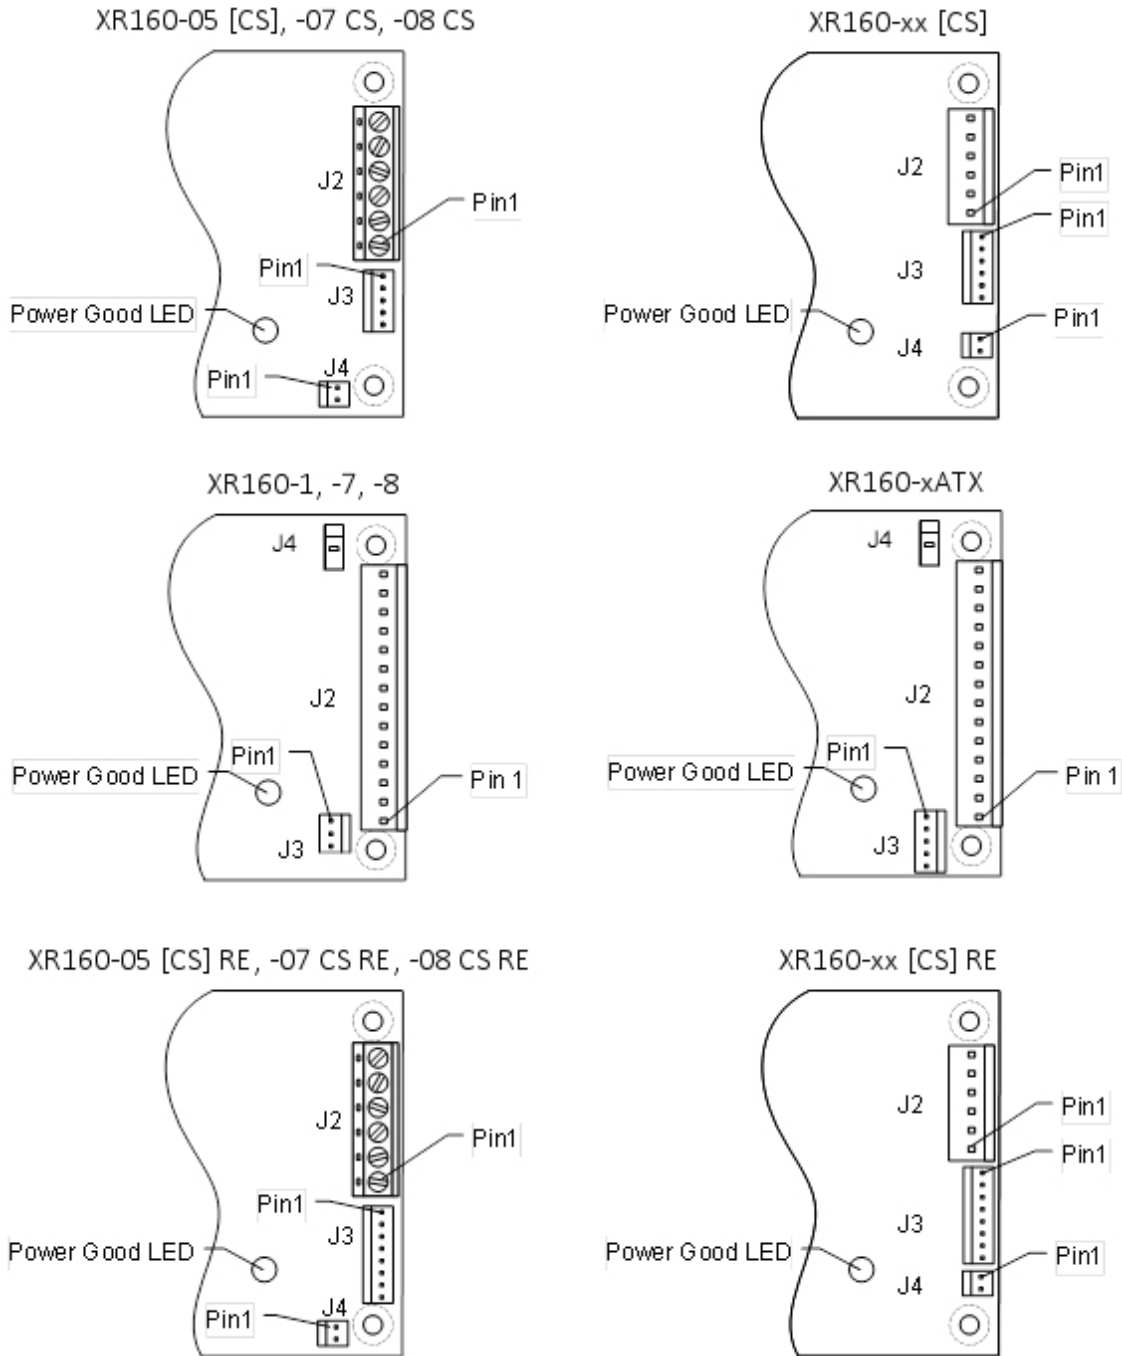 XR160-05 [CS], -07 CS, -08 CS
J2
Pin1
Pin1
J3
Power Good LED
J4
Pin1
XR160-xx [CS]
J2
Pin1
Pin1
J3
Power Good LED
Pin1
J4
XR160-1, -7, -8
J4
J2
Pin1
Power Good LED
Pin 1
J3
XR160-xATX
J4
J2
Pin1
Power Good LED
Pin 1
J3
XR160-05 [CS] RE, -07 CS RE, -08 CS RE
J2
Pin1
Pin1
J3
Power Good LED
J4
Pin1
XR160-xx [CS] RE
J2
Pin1
Pin1
J3
Power Good LED
Pin1
J4